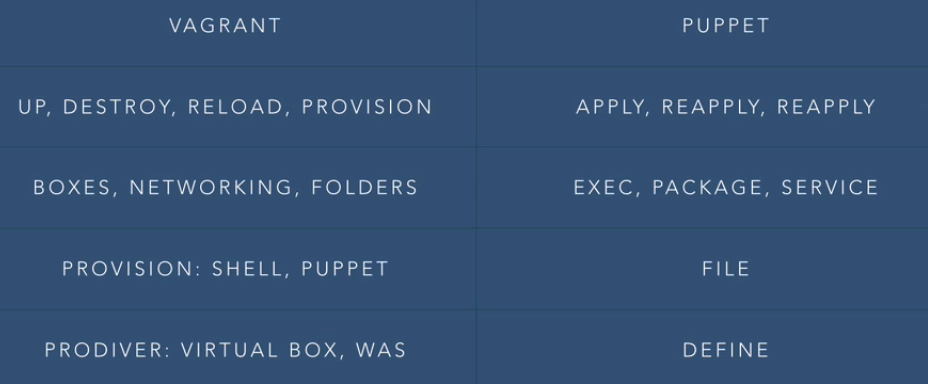 VAGRANT PUPPET
UP, DESTROY, RELOAD, PROVISION APPLY, REAPPLY, REAPPLY
BOXES, NETWORKING, FOLDERS EXEC, PACKAGE, SERVICE
PROVISION: SHELL, PUPPET FILE
PRODIVER: VIRTUAL BOX, WAS DEFINE